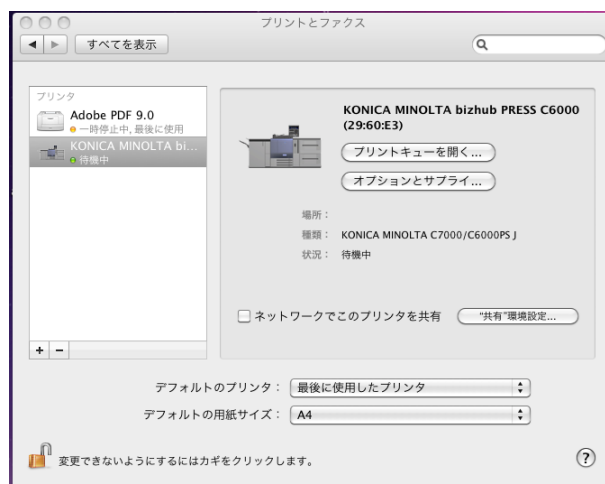 プリントとファクス
すべてを表示
プリンタ
Adobe PDF 9.0
一時停止中, 最後に使用
KONICA MINOLTA bi...
待機中
KONICA MINOLTA bizhub PRESS C6000
(29:60:E3)
プリントキューを開く...
オプションとサプライ...
場所：
種類： KONICA MINOLTA C7000/C6000PS J
状況： 待機中
ネットワークでこのプリンタを共有 "共有"環境設定...
+ −
デフォルトのプリンタ： 最後に使用したプリンタ
デフォルトの用紙サイズ： A4
変更できないようにするにはカギをクリックします。 ?